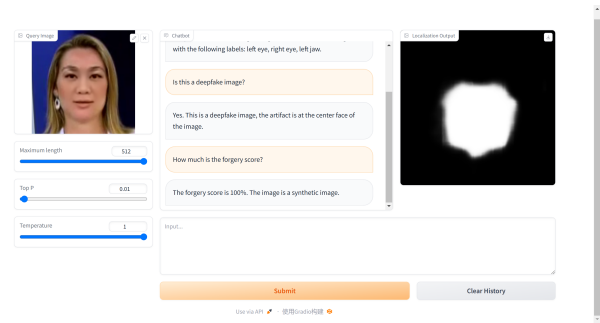 Query Image
Chatbot
Localization Output
with the following labels: left eye, right eye, left jaw.
Is this a deepfake image?
Yes. This is a deepfake image, the artifact is at the center face of
the image.
How much is the forgery score?
The forgery score is 100%. The image is a synthetic image.
Maximum length
512
Top P
0.01
Temperature
1
Input...
Submit
Clear History
Use via API
·
使用Gradio构建